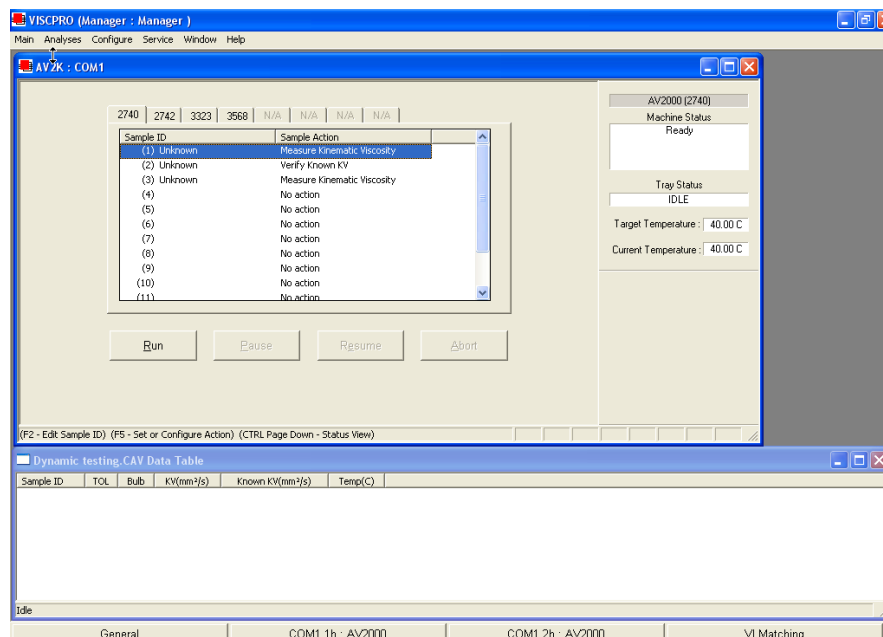 VISCPRO (Manager : Manager )
Main Analyses Configure Service Window Help
AV2K : COM1
2740 2742 3323 3568 N/A N/A N/A N/A
Sample ID Sample Action
(1) Unknown Measure Kinematic Viscosity
(2) Unknown Verify Known KV
(3) Unknown Measure Kinematic Viscosity
(4) No action
(5) No action
(6) No action
(7) No action
(8) No action
(9) No action
(10) No action
(11) No action
Run Pause Resume Abort
AV2000 (2740)
Machine Status
Ready
Tray Status
IDLE
Target Temperature : 40.00 C
Current Temperature : 40.00 C
(F2 - Edit Sample ID) (F5 - Set or Configure Action) (CTRL Page Down - Status View)
Dynamic testing.CAV Data Table
Sample ID TOL Bulb KV(mm²/s) Known KV(mm²/s) Temp(C)
Idle
General COM1 1h : AV2000 COM1 2h : AV2000 VI Matching